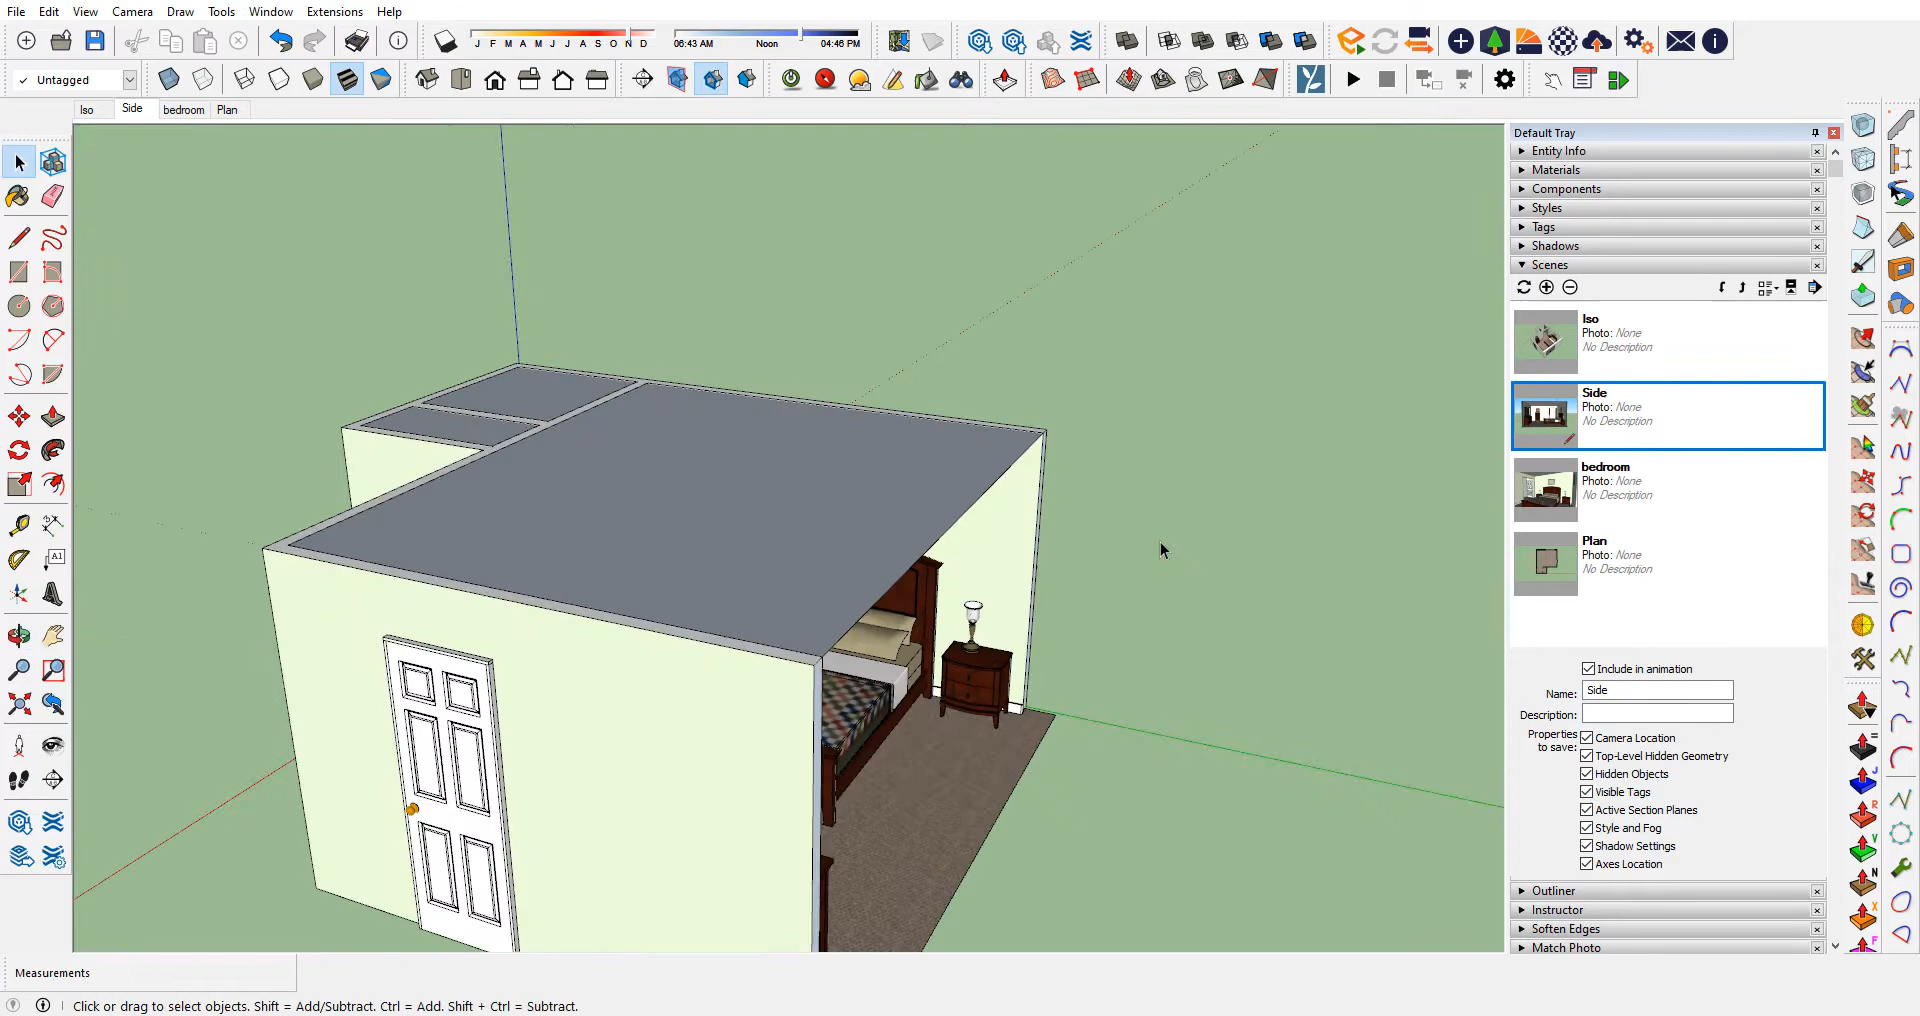 File Edit View Camera Draw Tools Window Extensions Help
J F M A M J J A S O N D 06:43 AM Noon 04:46 PM
✓ Untagged
Iso Side bedroom Plan
Default Tray
Entity Info
Materials
Components
Styles
Tags
Shadows
Scenes
Iso
Photo: None
No Description
Side
Photo: None
No Description
bedroom
Photo: None
No Description
Plan
Photo: None
No Description
Include in animation
Name: Side
Description:
Properties to save:
Camera Location
Top-Level Hidden Geometry
Hidden Objects
Visible Tags
Active Section Planes
Style and Fog
Shadow Settings
Axes Location
Outliner
Instructor
Soften Edges
Match Photo
A1
Measurements
Click or drag to select objects. Shift = Add/Subtract. Ctrl = Add. Shift + Ctrl = Subtract.